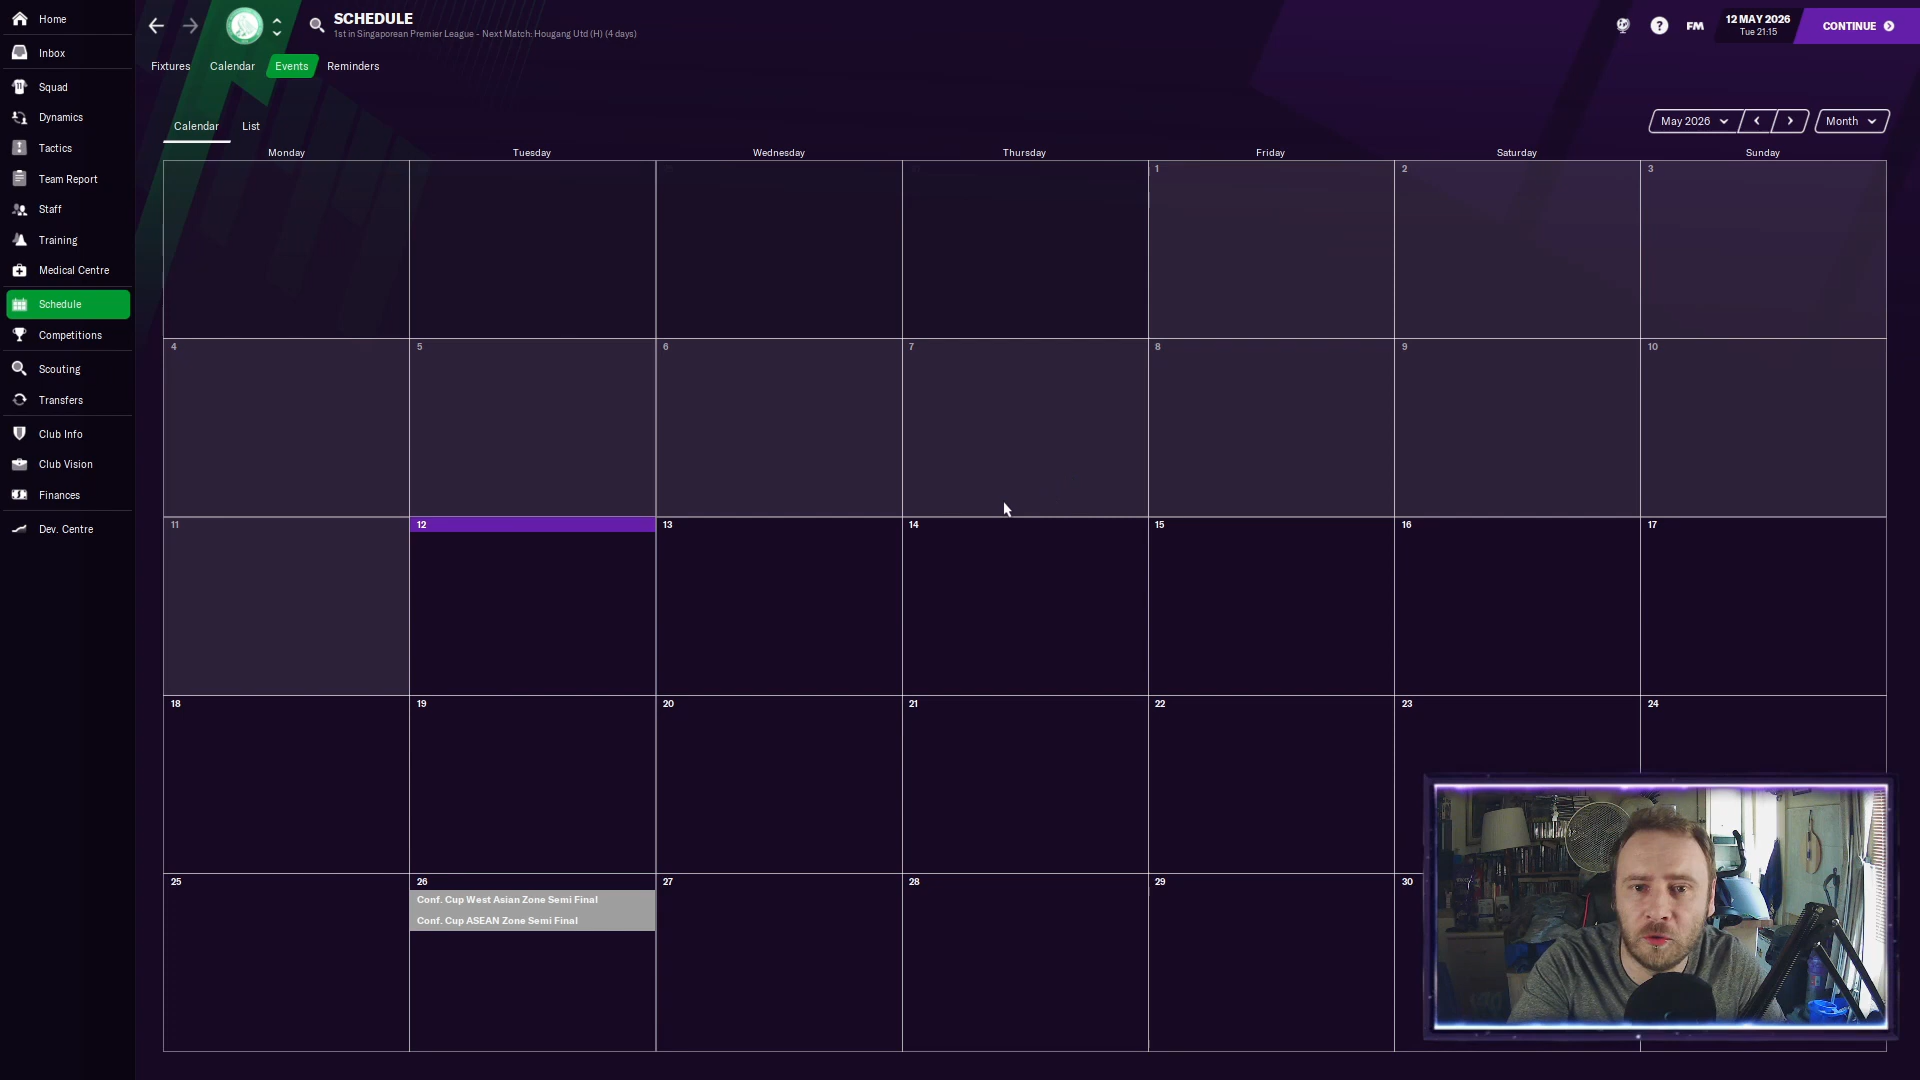 Home
Inbox
Squad
Dynamics
Tactics
Team Report
Staff
Training
Medical Centre
Schedule
Competitions
Scouting
Transfers
Club Info
Club Vision
Finances
Dev. Centre
SCHEDULE
1st in Singaporean Premier League - Next Match: Hougang Utd (H) (4 days)
FM
12 MAY 2026
Tue 21:15
CONTINUE
Fixtures
Calendar
Events
Reminders
Calendar
List
May 2026
Month
Monday Tuesday Wednesday Thursday Friday Saturday Sunday
1 2 3
4 5 6 7 8 9 10
11 12 13 14 15 16 17
18 19 20 21 22 23 24
25 26 27 28 29 30
Conf. Cup West Asian Zone Semi Final
Conf. Cup ASEAN Zone Semi Final